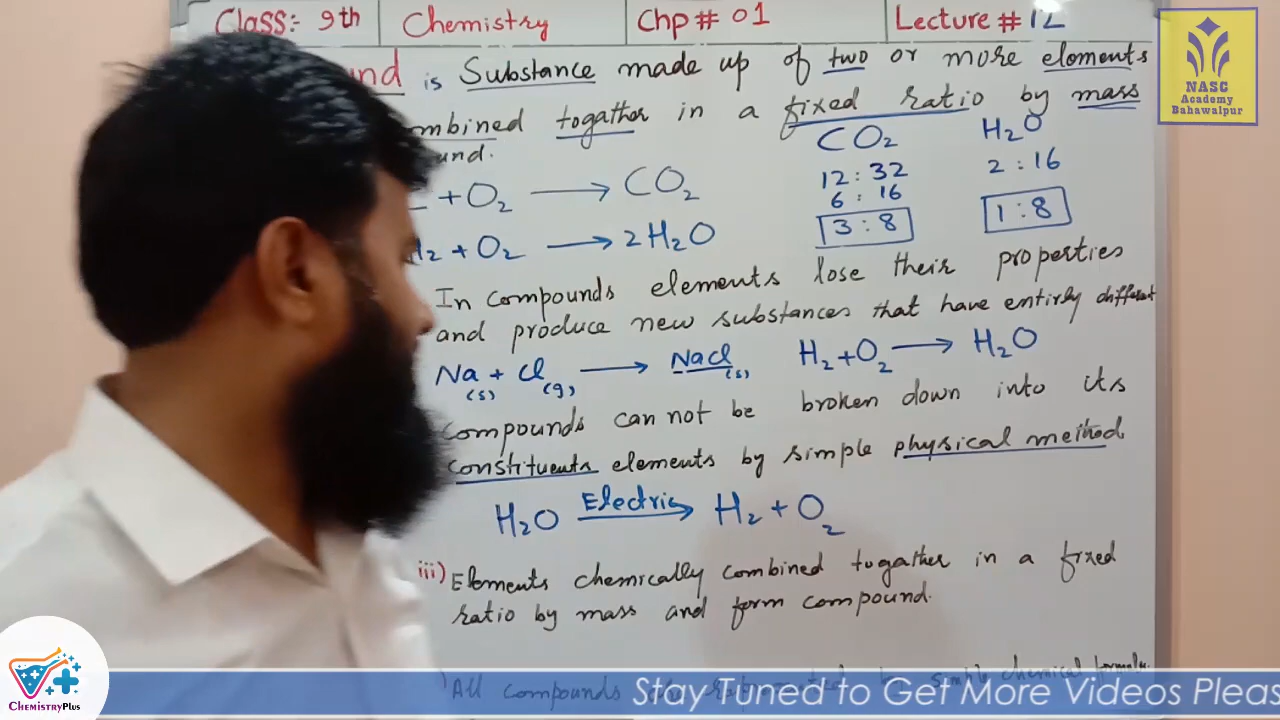 Class:- 9th Chemistry Chp # 01 Lecture # 12
is Substance made up of two or more elements
togather in a fixed ratio by mass
CO2 H2O
+ O2 → CO2
12 : 32 2 : 16
6 : 16
3 : 8 1 : 8
+ O2 → 2H2O
In compounds elements lose their properties
and produce new substances that have entirly different
Na(s) + Cl(g) → NaCl(s) H2 + O2 → H2O
compounds can not be broken down into its
constituents elements by simple physical method
H2O Electric → H2 + O2
iii) Elements chemically combined togather in a fixed
ratio by mass and form compound.
All compounds
NASC
Academy
Bahawalpur
ChemistryPlus
Stay Tuned to Get More Videos Pleas